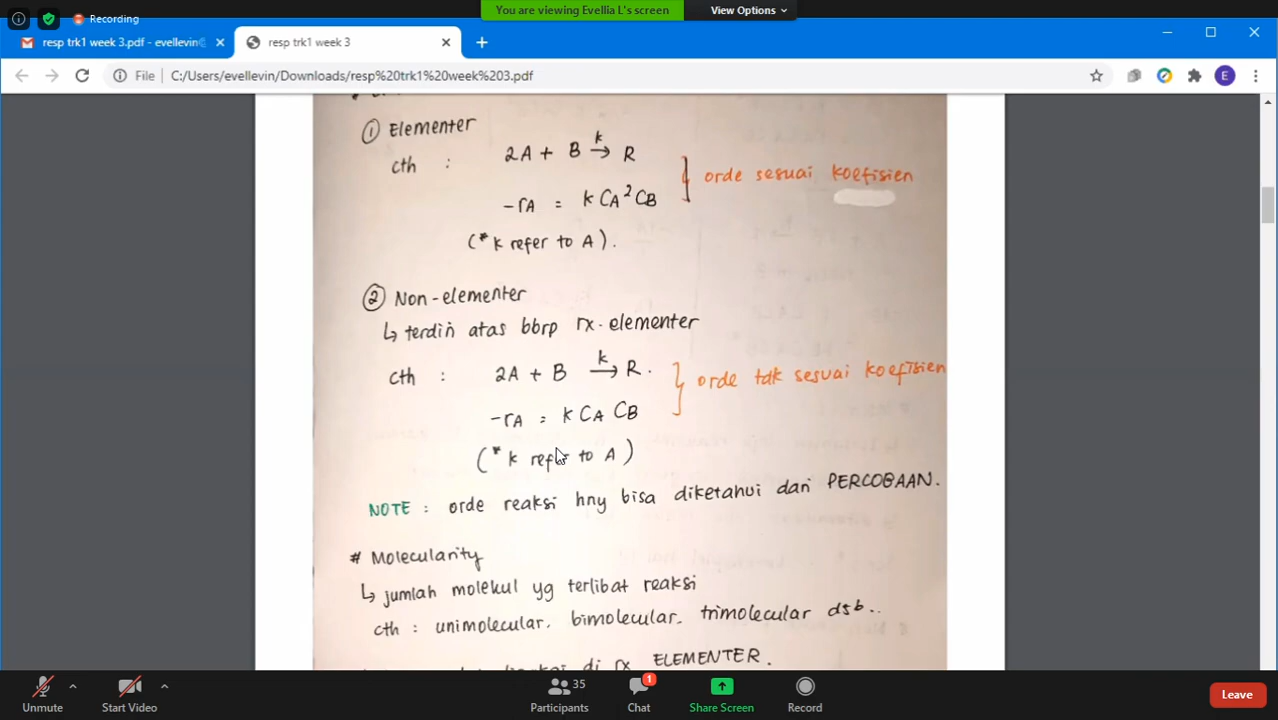 Recording
You are viewing Evellia L's screen
View Options
resp trk1 week 3.pdf - evellevin@
resp trk1 week 3
File
C:/Users/evellevin/Downloads/resp%20trk1%20week%203.pdf
E
① Elementer
cth : 2A + B →k R
-rA = k CA² CB
} orde sesuai koefisien
(* k refer to A).
② Non-elementer
↳ terdiri atas bbrp rx. elementer
cth : 2A + B →k R.
-rA = k CA CB
} orde tdk sesuai koefisien
(* k refer to A)
NOTE : orde reaksi hny bisa diketahui dari PERCOBAAN.
# Molecularity
↳ jumlah molekul yg terlibat reaksi
cth : unimolecular. bimolecular. trimolecular dsb..
di rx ELEMENTER.
Unmute
Start Video
35
Participants
1
Chat
Share Screen
Record
Leave